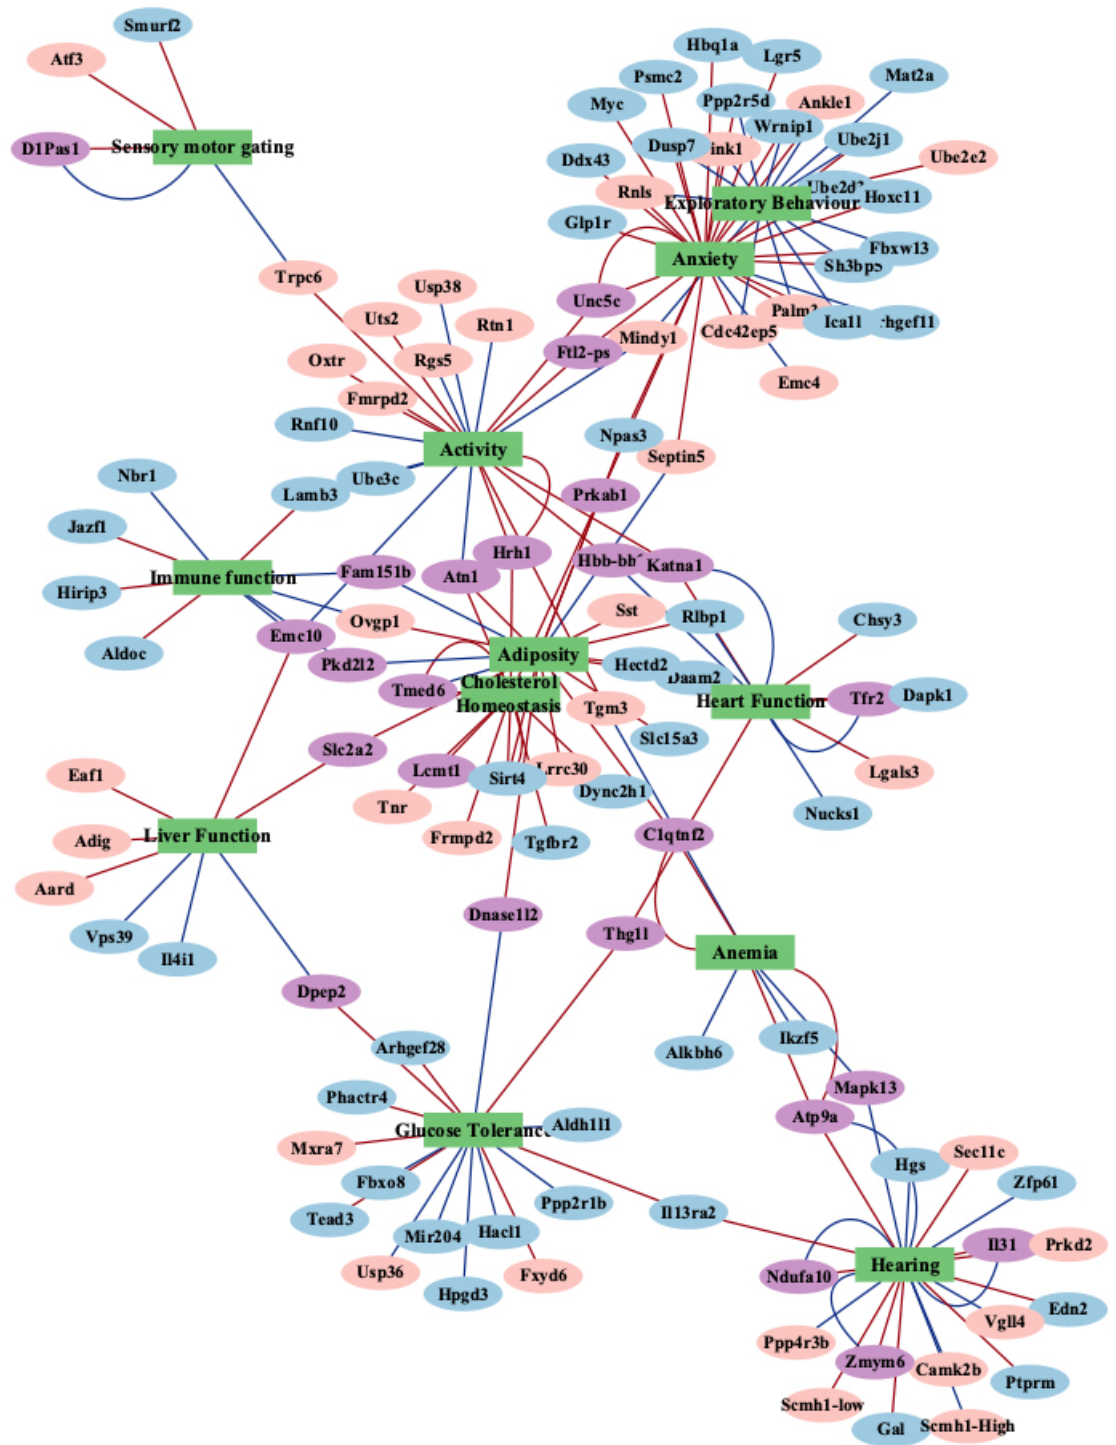 Smurf2
Atf3
D1Pas1
Sensory motor gating
Hbq1a
Lgr5
Psmc2
Mat2a
Myc
Ppp2r5d
Ankle1
Wrnip1
Dusp7
ink1
Ube2j1
Ddx43
Ube2e2
Rnls
Exploratory Behaviour
Hoxc11
Glp1r
Fbxw13
Anxiety
Sh3bp5
Trpc6
Usp38
Unc5c
Uts2
Rtn1
Cdc42ep5
Ica1l
hgef11
Mindy1
Ftl2-ps
Oxtr
Rgs5
Emc4
Fmrpd2
Rnf10
Activity
Npas3
Septin5
Nbr1
Ube3c
Lamb3
Prkab1
Jazf1
Hrh1
Immune function
Fam151b
Atn1
Katna1
Hirip3
Ovgp1
Sst
Rlbp1
Chsy3
Emc10
Aldoc
Pkd2l2
Adiposity
Hectd2
Daam2
Tmed6
Cholesterol
Homeostasis
Heart Function
Tfr2
Dapk1
Tgm3
Slc2a2
Slc15a3
Eaf1
Lcmt1
Sirt4
Lrrc30
Lgals3
Dync2h1
Tnr
Nucks1
Adig
Liver Function
Frmpd2
Tgfbr2
C1qtnf2
Aard
Vps39
Dnase1l2
Thg1l
Il4i1
Anemia
Dpep2
Ikzf5
Arhgef28
Alkbh6
Phactr4
Mapk13
Atp9a
Glucose Tolerance
Aldh1l1
Mxra7
Sec11c
Hgs
Fbxo8
Zfp61
Tead3
Ppp2r1b
Il13ra2
Mir204
Hacl1
Il31
Prkd2
Usp36
Fxyd6
Ndufa10
Hearing
Hpgd3
Edn2
Vgll4
Ppp4r3b
Zmym6
Camk2b
Ptprm
Scmh1-low
Gal
Scmh1-High